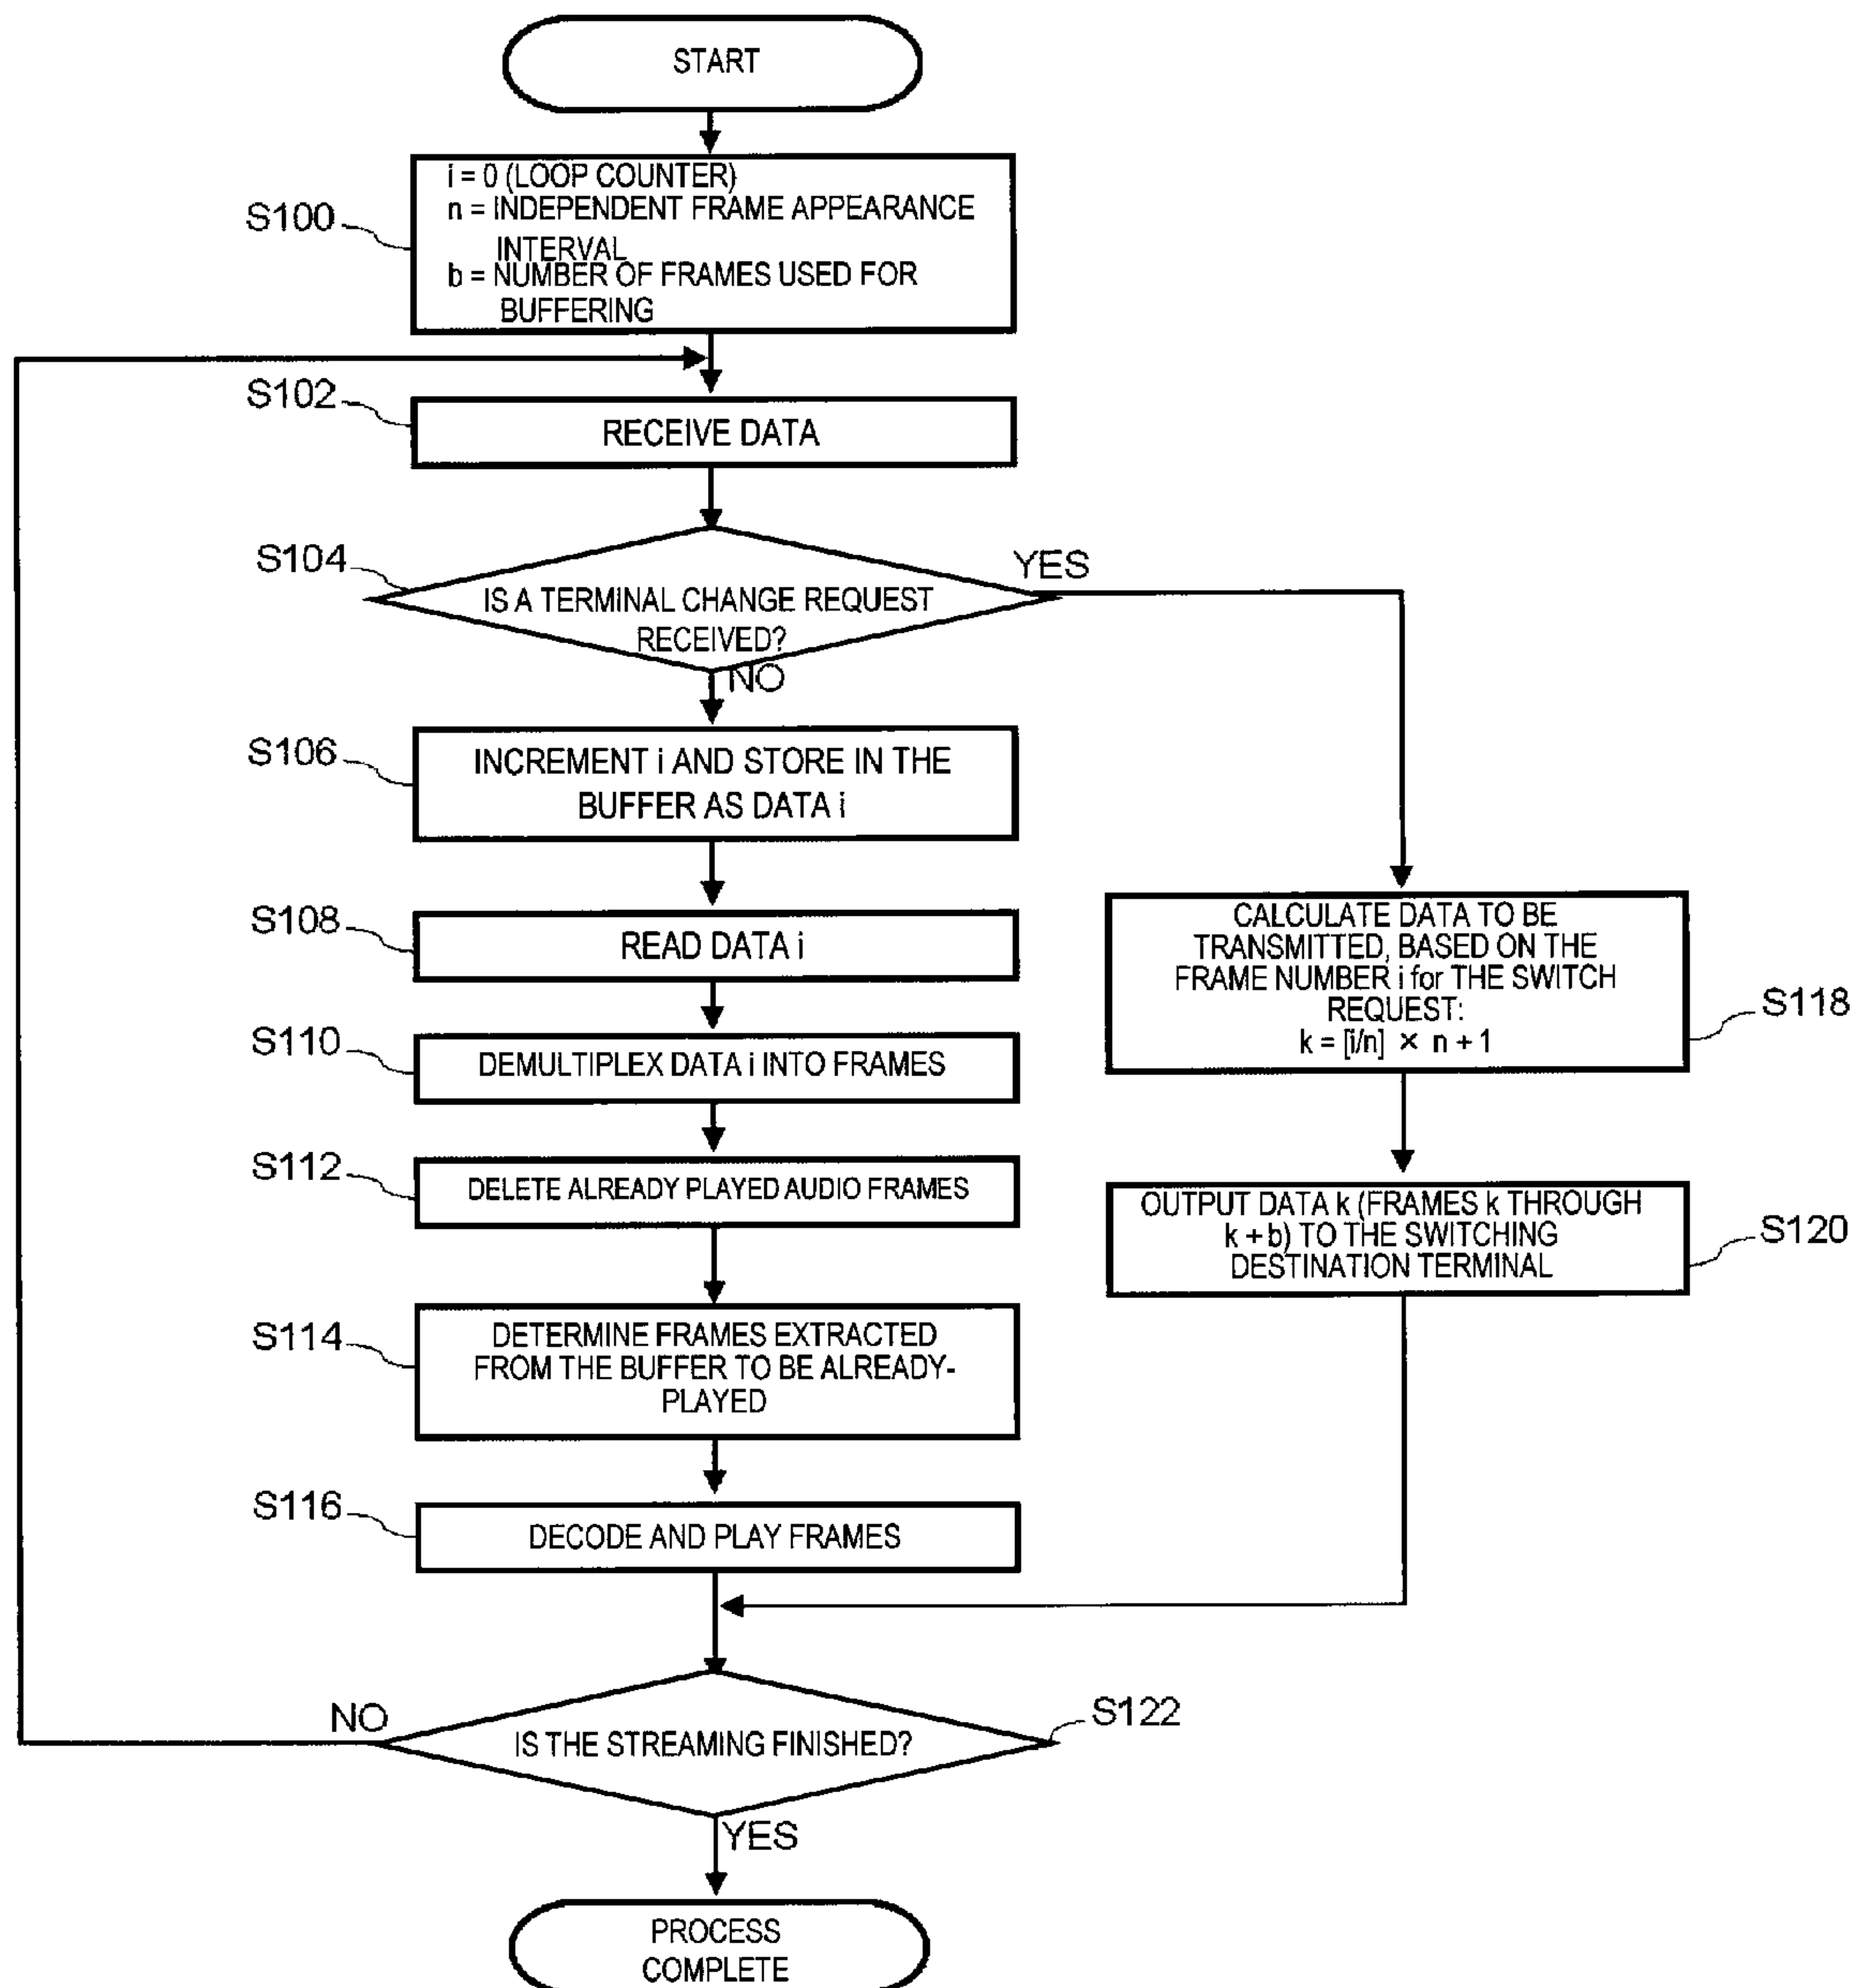 START
S100
i = 0 (LOOP COUNTER)
n = INDEPENDENT FRAME APPEARANCE
INTERVAL
b = NUMBER OF FRAMES USED FOR
BUFFERING
S102
RECEIVE DATA
S104
IS A TERMINAL CHANGE REQUEST
RECEIVED?
YES
NO
S106
INCREMENT i AND STORE IN THE
BUFFER AS DATA i
S108
READ DATA i
S110
DEMULTIPLEX DATA i INTO FRAMES
S112
DELETE ALREADY PLAYED AUDIO FRAMES
S114
DETERMINE FRAMES EXTRACTED
FROM THE BUFFER TO BE ALREADY-
PLAYED
S116
DECODE AND PLAY FRAMES
CALCULATE DATA TO BE
TRANSMITTED, BASED ON THE
FRAME NUMBER i for THE SWITCH
REQUEST:
k = [i/n] × n + 1
S118
OUTPUT DATA k (FRAMES k THROUGH
k + b) TO THE SWITCHING
DESTINATION TERMINAL
S120
NO
IS THE STREAMING FINISHED?
S122
YES
PROCESS
COMPLETE